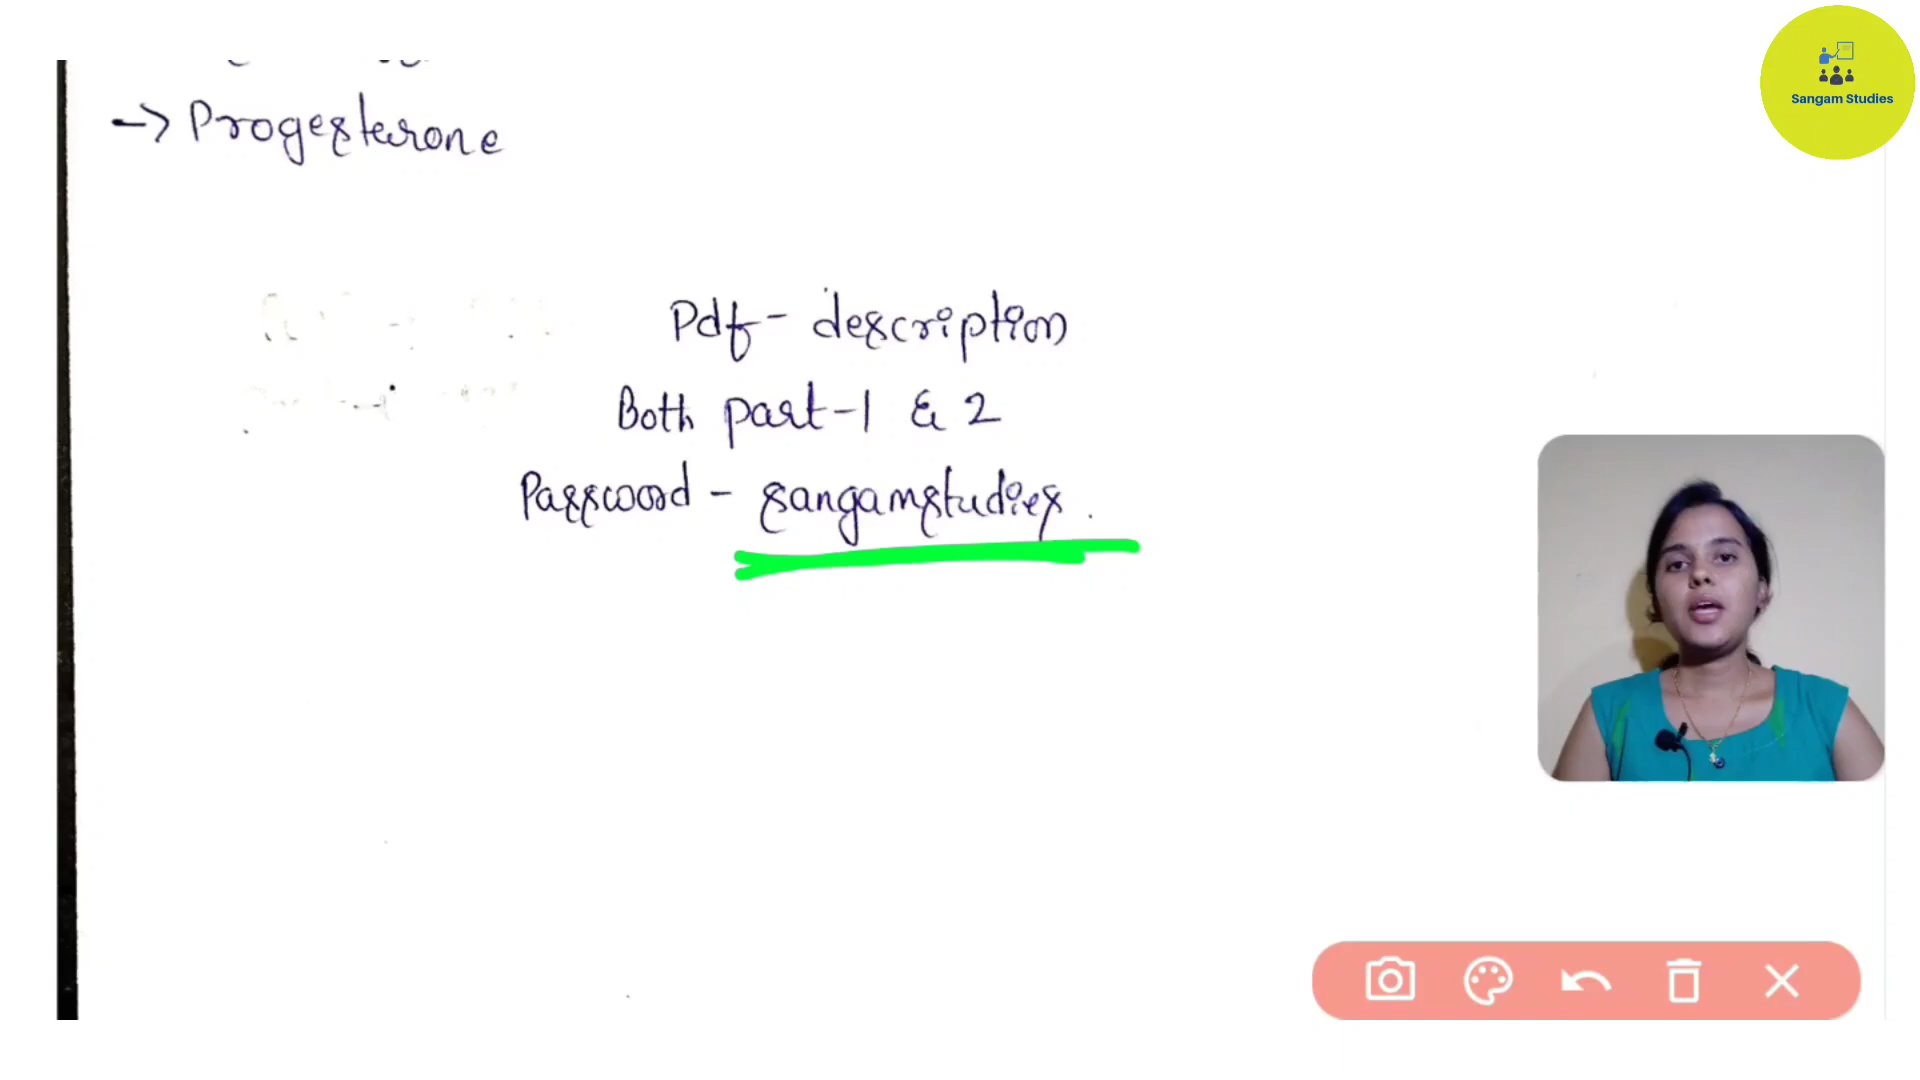 -> Progesterone
Sangam Studies
Pdf - description
Both part-1 & 2
Password - sangamstudies.